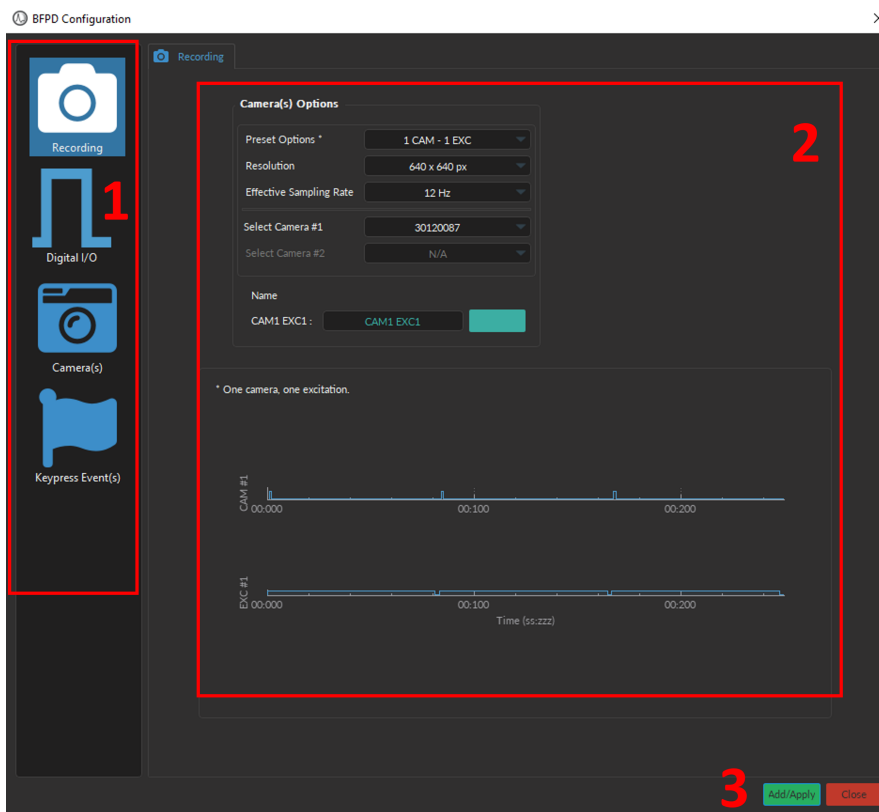 BFPD Configuration
Recording
Recording
1
Digital I/O
Camera(s)
Keypress Event(s)
2
Camera(s) Options
Preset Options * 1 CAM - 1 EXC
Resolution 640 x 640 px
Effective Sampling Rate 12 Hz
Select Camera #1 30120087
Select Camera #2 N/A
Name
CAM1 EXC1 : CAM1 EXC1
* One camera, one excitation.
CAM #1
00:000 00:100 00:200
EXC #1
00:000 00:100 00:200
Time (ss:zzz)
3 Add/Apply Close